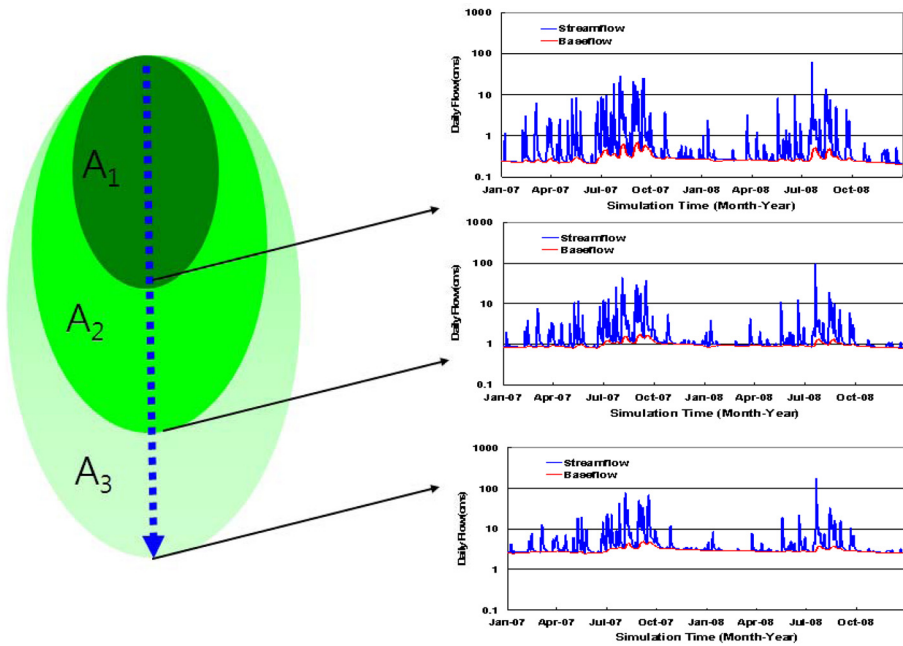 A1
A2
A3
Streamflow
Baseflow
Daily Flow(cms)
1000
100
10
1
0.1
Jan-07 Apr-07 Jul-07 Oct-07 Jan-08 Apr-08 Jul-08 Oct-08
Simulation Time (Month-Year)
Streamflow
Baseflow
Daily Flow(cms)
1000
100
10
1
0.1
Jan-07 Apr-07 Jul-07 Oct-07 Jan-08 Apr-08 Jul-08 Oct-08
Simulation Time (Month-Year)
Streamflow
Baseflow
Daily Flow(cms)
1000
100
10
1
0.1
Jan-07 Apr-07 Jul-07 Oct-07 Jan-08 Apr-08 Jul-08 Oct-08
Simulation Time (Month-Year)